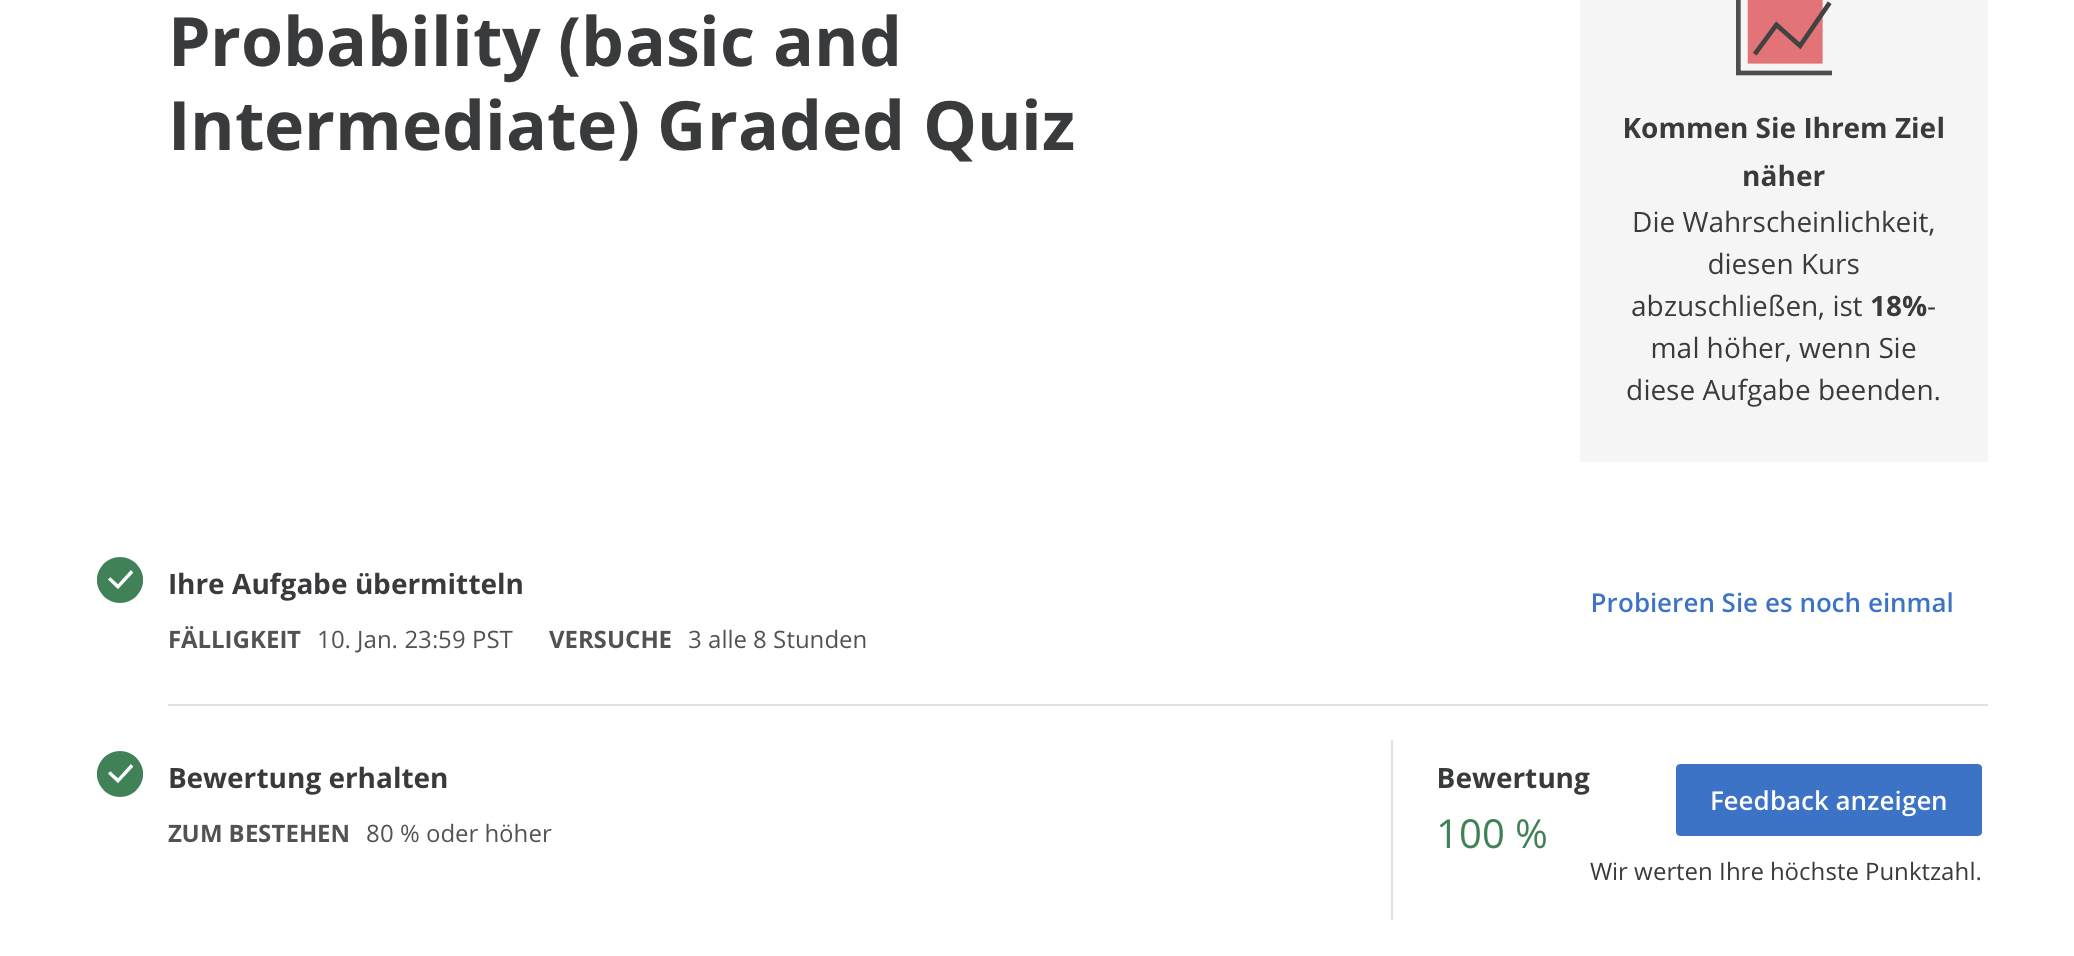 Probability (basic and
Intermediate) Graded Quiz
Kommen Sie Ihrem Ziel
näher
Die Wahrscheinlichkeit,
diesen Kurs
abzuschließen, ist 18%-
mal höher, wenn Sie
diese Aufgabe beenden.
Ihre Aufgabe übermitteln
FÄLLIGKEIT 10. Jan. 23:59 PST VERSUCHE 3 alle 8 Stunden
Probieren Sie es noch einmal
Bewertung erhalten
ZUM BESTEHEN 80 % oder höher
Bewertung
100 %
Feedback anzeigen
Wir werten Ihre höchste Punktzahl.